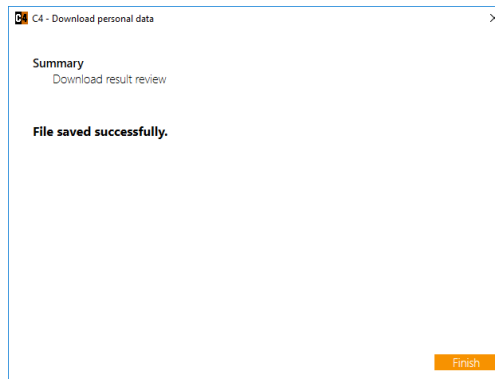 C4 C4 - Download personal data
Summary
Download result review
File saved successfully.
Finish